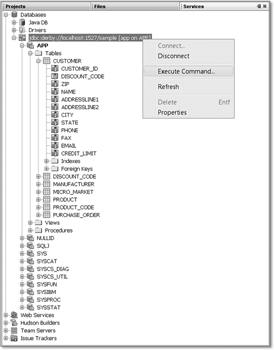 Projects Files Services
Databases
Java DB
Drivers
jdbc:derby://localhost:1527/sample [app on APP]
APP
Tables
CUSTOMER
CUSTOMER_ID
DISCOUNT_CODE
ZIP
NAME
ADDRESSLINE1
ADDRESSLINE2
CITY
STATE
PHONE
FAX
EMAIL
CREDIT_LIMIT
Indexes
Foreign Keys
DISCOUNT_CODE
MANUFACTURER
MICRO_MARKET
PRODUCT
PRODUCT_CODE
PURCHASE_ORDER
Views
Procedures
NULLID
SQLJ
SYS
SYSCAT
SYSCS_DIAG
SYSCS_UTIL
SYSFUN
SYSIBM
SYSPROC
SYSSTAT
Web Services
Hudson Builders
Team Servers
Issue Trackers
Connect...
Disconnect
Execute Command...
Refresh
Delete Entf
Properties